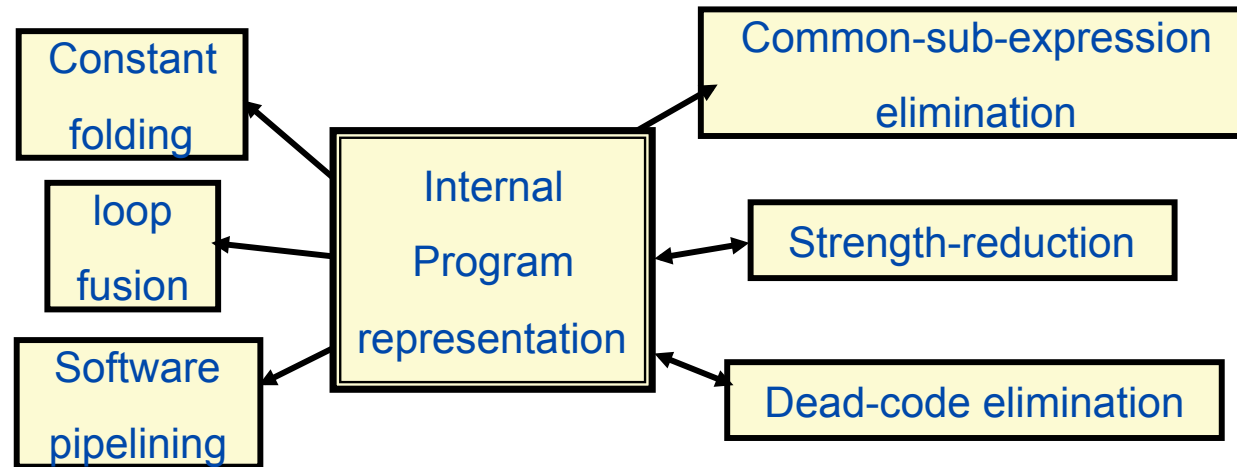 Constant
folding
loop
fusion
Software
pipelining
Internal
Program
representation
Common-sub-expression
elimination
Strength-reduction
Dead-code elimination